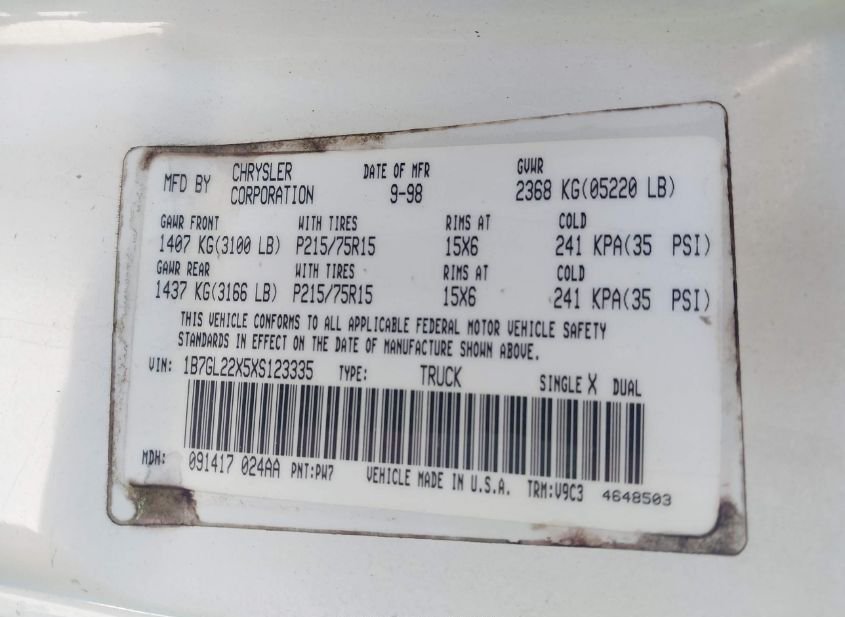 MFD BY CHRYSLER CORPORATION DATE OF MFR 9-98 GVWR 2368 KG(05220 LB)
GAWR FRONT WITH TIRES RIMS AT COLD
1407 KG(3100 LB) P215/75R15 15X6 241 KPA(35 PSI)
GAWR REAR WITH TIRES RIMS AT COLD
1437 KG(3166 LB) P215/75R15 15X6 241 KPA(35 PSI)
THIS VEHICLE CONFORMS TO ALL APPLICABLE FEDERAL MOTOR VEHICLE SAFETY
STANDARDS IN EFFECT ON THE DATE OF MANUFACTURE SHOWN ABOVE.
VIN: 1B7GL22X5XS123335 TYPE: TRUCK SINGLE X DUAL
MDH: 091417 024AA PNT:PW7 VEHICLE MADE IN U.S.A. TRM:V9C3 4648503